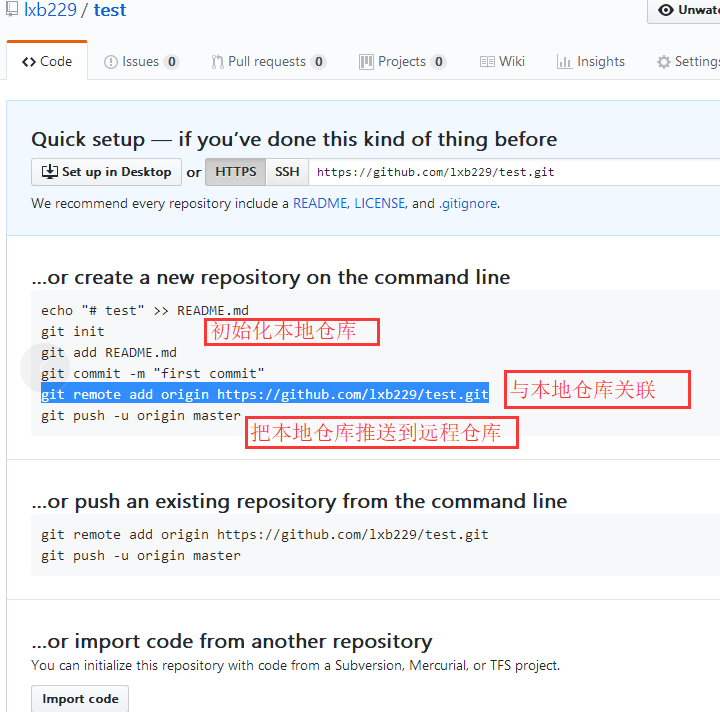 lxb229 / test
Unwatc
Code Issues 0 Pull requests 0 Projects 0 Wiki Insights Settings
Quick setup — if you’ve done this kind of thing before
Set up in Desktop or HTTPS SSH https://github.com/lxb229/test.git
We recommend every repository include a README, LICENSE, and .gitignore.
...or create a new repository on the command line
echo "# test" >> README.md
git init
初始化本地仓库
git add README.md
git commit -m "first commit"
git remote add origin https://github.com/lxb229/test.git
与本地仓库关联
git push -u origin master
把本地仓库推送到远程仓库
...or push an existing repository from the command line
git remote add origin https://github.com/lxb229/test.git
git push -u origin master
...or import code from another repository
You can initialize this repository with code from a Subversion, Mercurial, or TFS project.
Import code